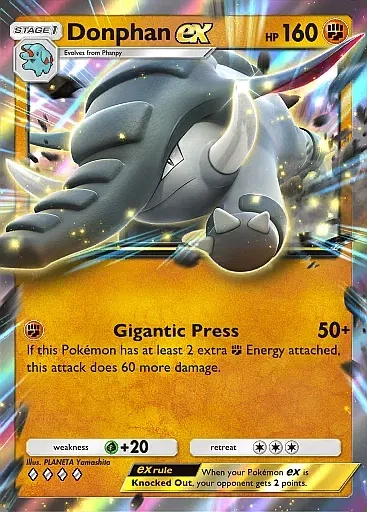 STAGE 1 Donphan ex HP 160
Evolves from Phanpy
Gigantic Press 50+
If this Pokémon has at least 2 extra Energy attached,
this attack does 60 more damage.
weakness +20 retreat
Illus. PLANETA Yamashita
ex rule When your Pokémon ex is
Knocked Out, your opponent gets 2 points.